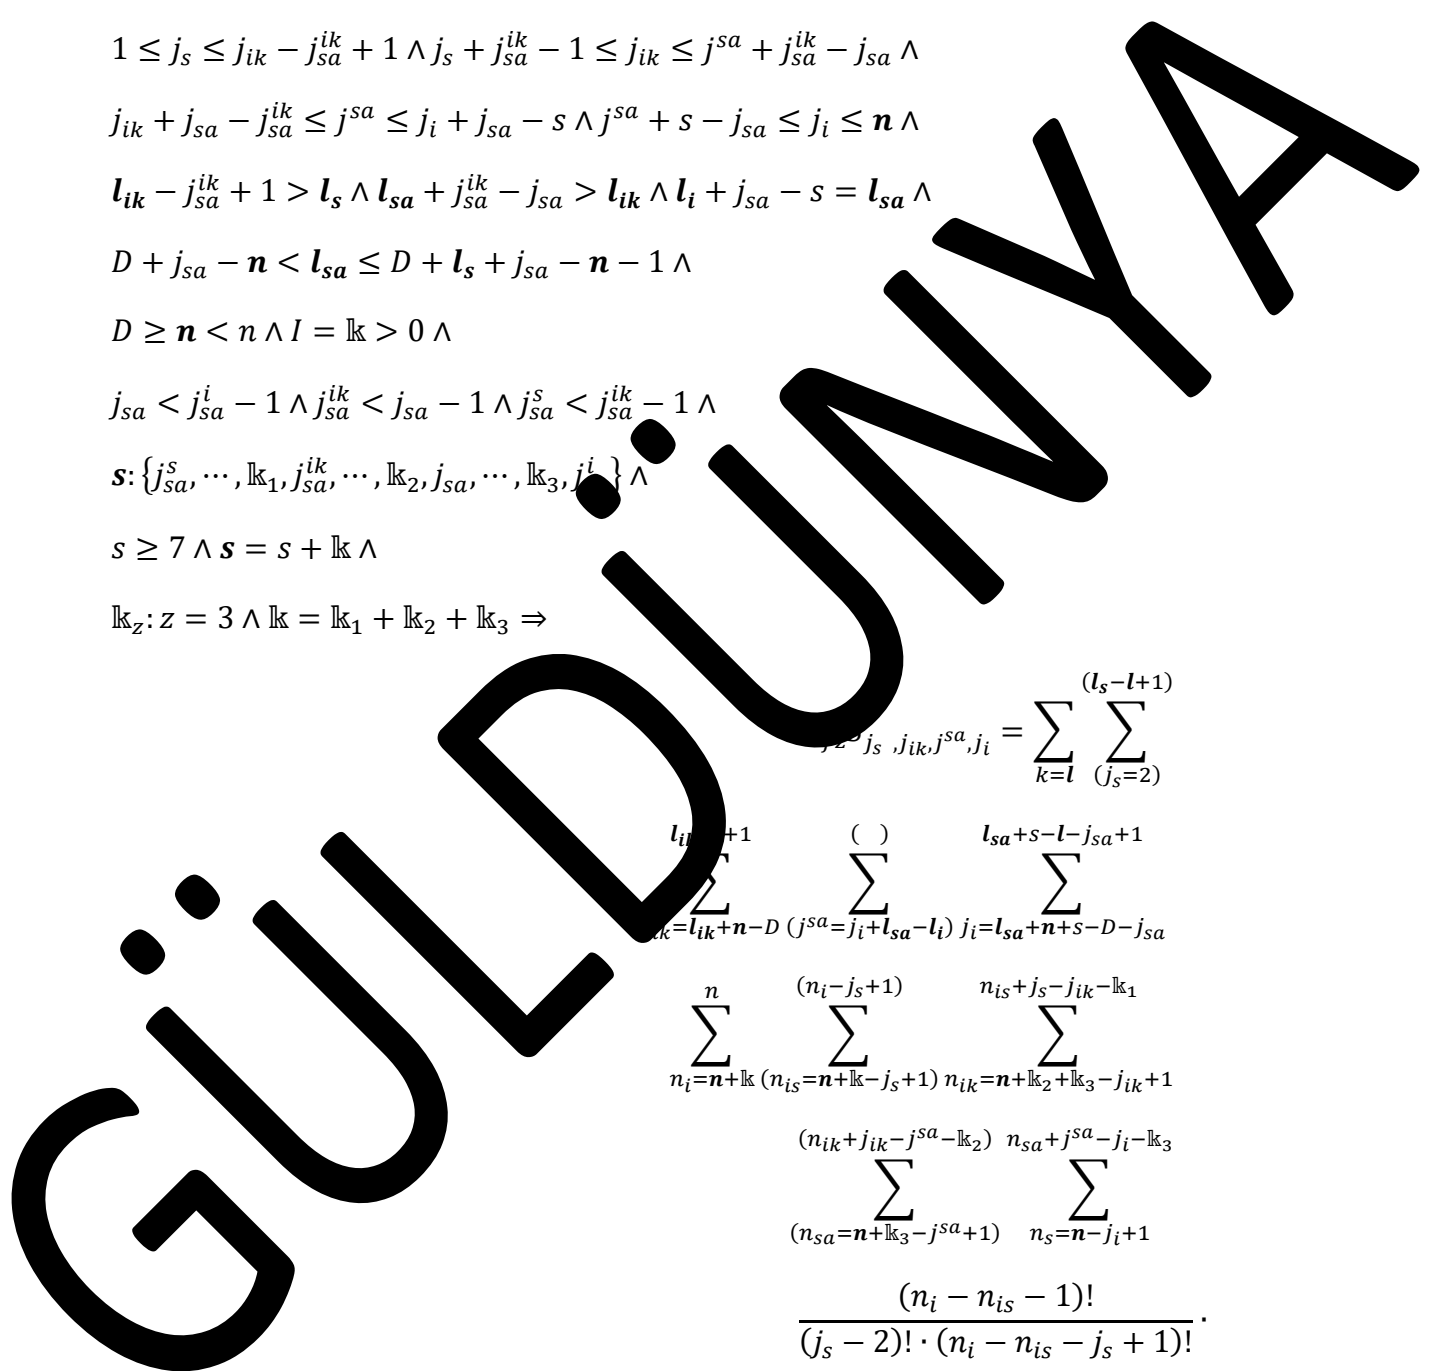 1 ≤ j_s ≤ j_{ik} − j_{sa}^{ik} + 1 ∧ j_s + j_{sa}^{ik} − 1 ≤ j_{ik} ≤ j^{sa} + j_{sa}^{ik} − j_{sa} ∧
j_{ik} + j_{sa} − j_{sa}^{ik} ≤ j^{sa} ≤ j_i + j_{sa} − s ∧ j^{sa} + s − j_{sa} ≤ j_i ≤ n ∧
l_{ik} − j_{sa}^{ik} + 1 > l_s ∧ l_{sa} + j_{sa}^{ik} − j_{sa} > l_{ik} ∧ l_i + j_{sa} − s = l_{sa} ∧
D + j_{sa} − n < l_{sa} ≤ D + l_s + j_{sa} − n − 1 ∧
D ≥ n < n ∧ I = 𝕜 > 0 ∧
j_{sa} < j_{sa}^{i} − 1 ∧ j_{sa}^{ik} < j_{sa} − 1 ∧ j_{sa}^{s} < j_{sa}^{ik} − 1 ∧
s: {j_{sa}^{s}, ⋯ , 𝕜_1, j_{sa}^{ik}, ⋯ , 𝕜_2, j_{sa}, ⋯ , 𝕜_3, j^{i}} ∧
s ≥ 7 ∧ s = s + 𝕜 ∧
𝕜_z: z = 3 ∧ 𝕜 = 𝕜_1 + 𝕜_2 + 𝕜_3 ⇒
GÜLDÜNYA
_{j_s ,j_{ik},j^{sa},j_i} = ∑_{k=l} ∑_{(j_s=2)}^{(l_s−l+1)}
∑_{=l_{ik}+n−D}^{+1} ∑_{(j^{sa}=j_i+l_{sa}−l_i)}^{( )} ∑_{j_i=l_{sa}+n+s−D−j_{sa}}^{l_{sa}+s−l−j_{sa}+1}
∑_{n_i=n+𝕜}^{n} ∑_{(n_{is}=n+𝕜−j_s+1)}^{(n_i−j_s+1)} ∑_{n_{ik}=n+𝕜_2+𝕜_3−j_{ik}+1}^{n_{is}+j_s−j_{ik}−𝕜_1}
∑_{(n_{sa}=n+𝕜_3−j^{sa}+1)}^{(n_{ik}+j_{ik}−j^{sa}−𝕜_2)} ∑_{n_s=n−j_i+1}^{n_{sa}+j^{sa}−j_i−𝕜_3}
(n_i − n_{is} − 1)!
(j_s − 2)! · (n_i − n_{is} − j_s + 1)! ·